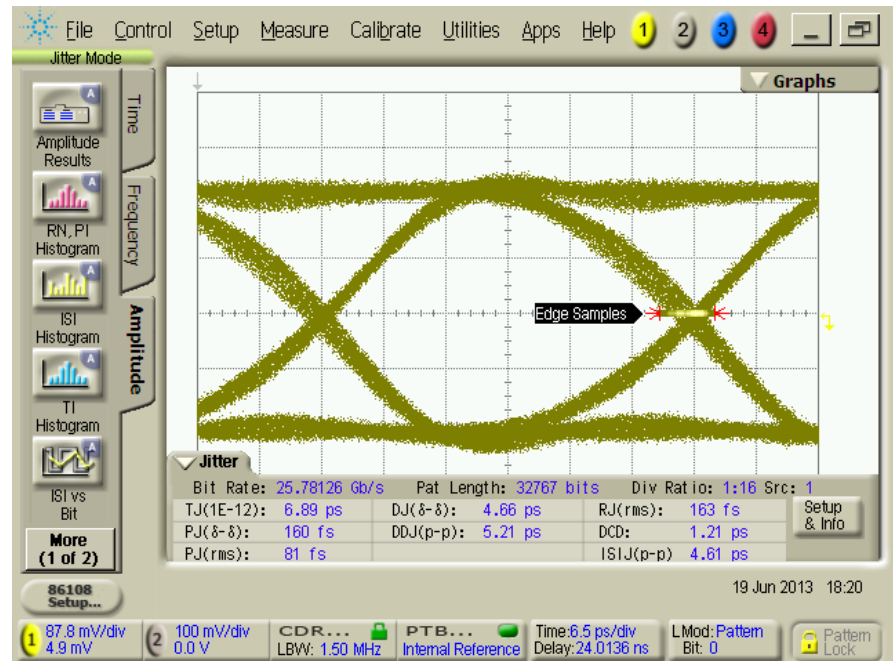 File Control Setup Measure Calibrate Utilities Apps Help 1 2 3 4
Jitter Mode
Graphs
A
Amplitude
Results
A
RN, PI
Histogram
A
ISI
Histogram
A
TI
Histogram
A
ISI vs
Bit
More
(1 of 2)
86108
Setup...
Time
Frequency
Amplitude
Edge Samples
Jitter
Bit Rate: 25.78126 Gb/s Pat Length: 32767 bits Div Ratio: 1:16 Src: 1
TJ(1E-12): 6.89 ps DJ(δ-δ): 4.66 ps RJ(rms): 163 fs
PJ(δ-δ): 160 fs DDJ(p-p): 5.21 ps DCD: 1.21 ps
PJ(rms): 81 fs ISIJ(p-p) 4.61 ps
Setup
& Info
19 Jun 2013 18:20
1 87.8 mV/div
4.9 mV
2 100 mV/div
0.0 V
CDR...
LBW: 1.50 MHz
PTB...
Internal Reference
Time:6.5 ps/div
Delay:24.0136 ns
LMod: Pattern
Bit: 0
Pattern
Lock